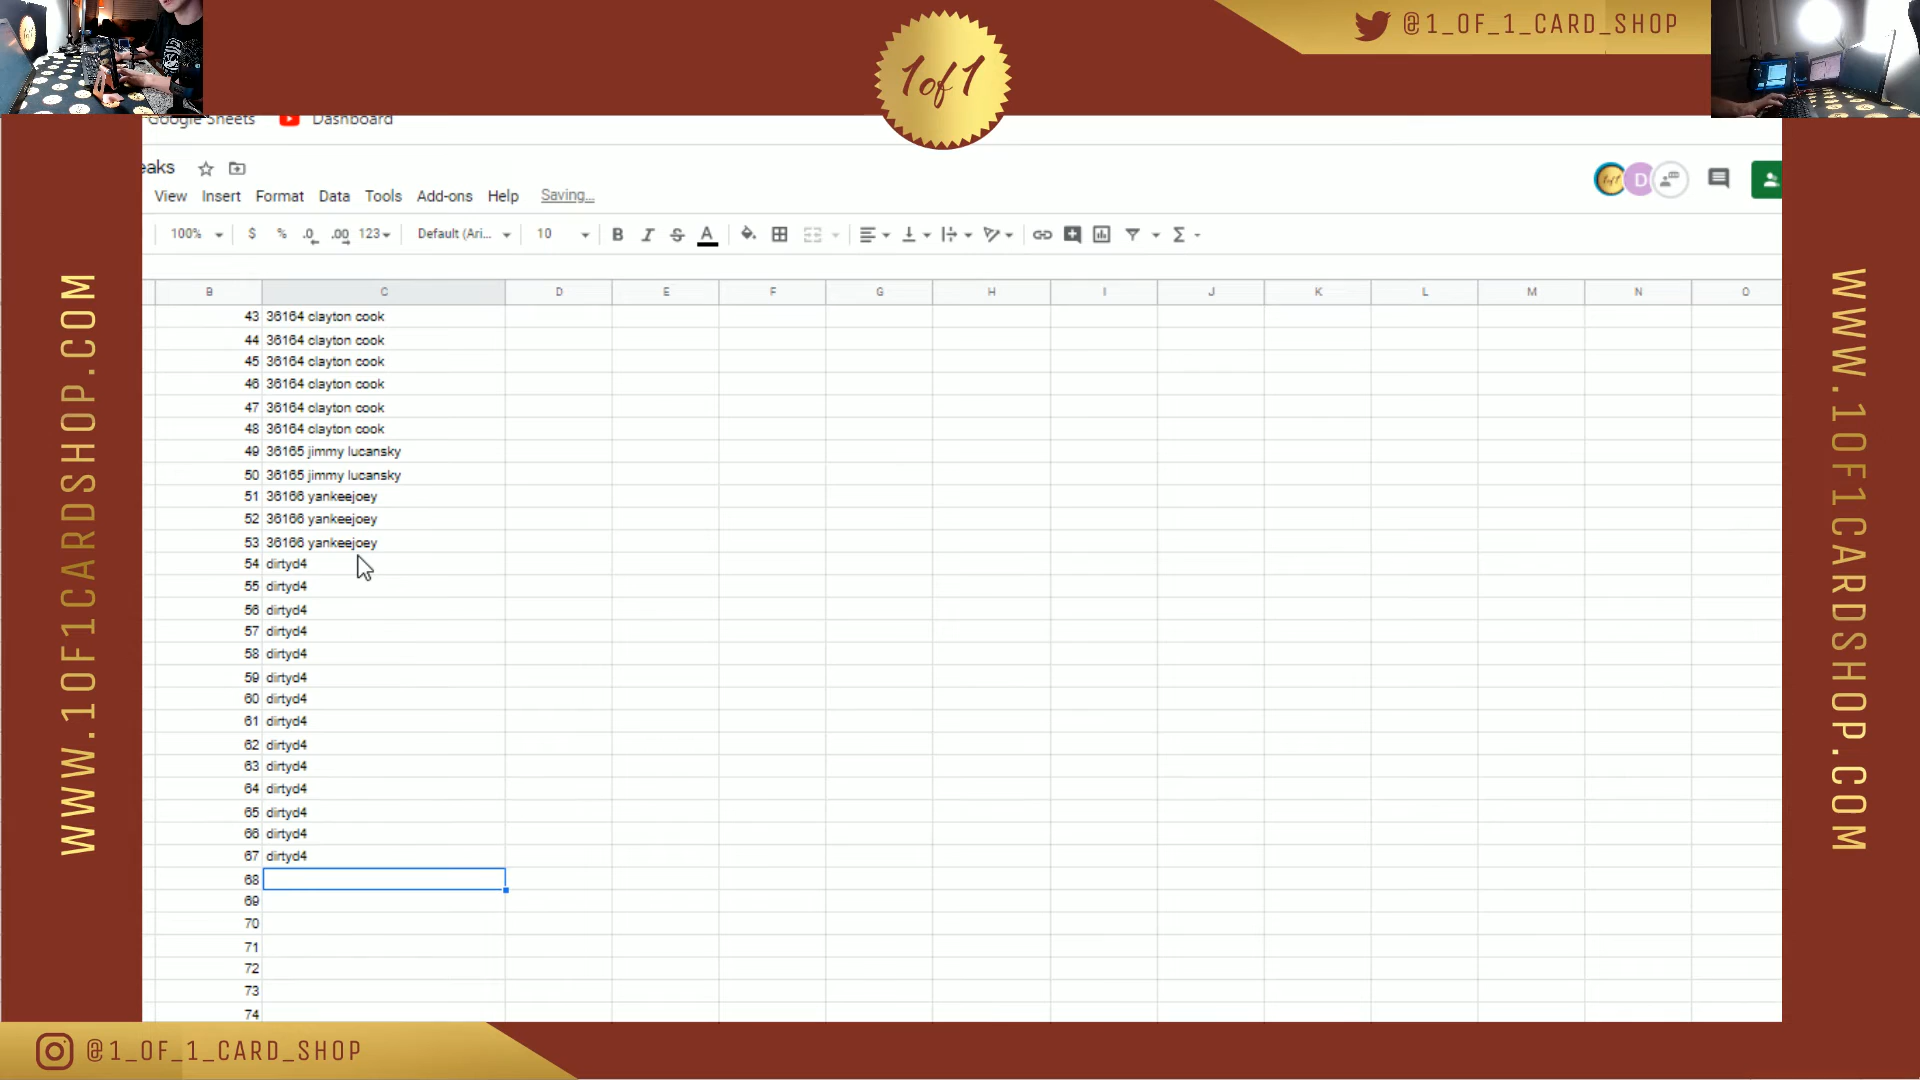 1of1
@1_OF_1_CARD_SHOP
Google Sheets Dashboard
eaks
View Insert Format Data Tools Add-ons Help Saving...
D
100% $ % .0 .00 123 Default (Ari... 10 B I S A Σ
B C D E F G H I J K L M N O
43 36164 clayton cook
44 36164 clayton cook
45 36164 clayton cook
46 36164 clayton cook
47 36164 clayton cook
48 36164 clayton cook
49 36165 jimmy lucansky
50 36165 jimmy lucansky
51 36166 yankeejoey
52 36166 yankeejoey
53 36166 yankeejoey
54 dirtyd4
55 dirtyd4
56 dirtyd4
57 dirtyd4
58 dirtyd4
59 dirtyd4
60 dirtyd4
61 dirtyd4
62 dirtyd4
63 dirtyd4
64 dirtyd4
65 dirtyd4
66 dirtyd4
67 dirtyd4
68
69
70
71
72
73
74
WWW.1OF1CARDSHOP.COM
WWW.1OF1CARDSHOP.COM
@1_OF_1_CARD_SHOP